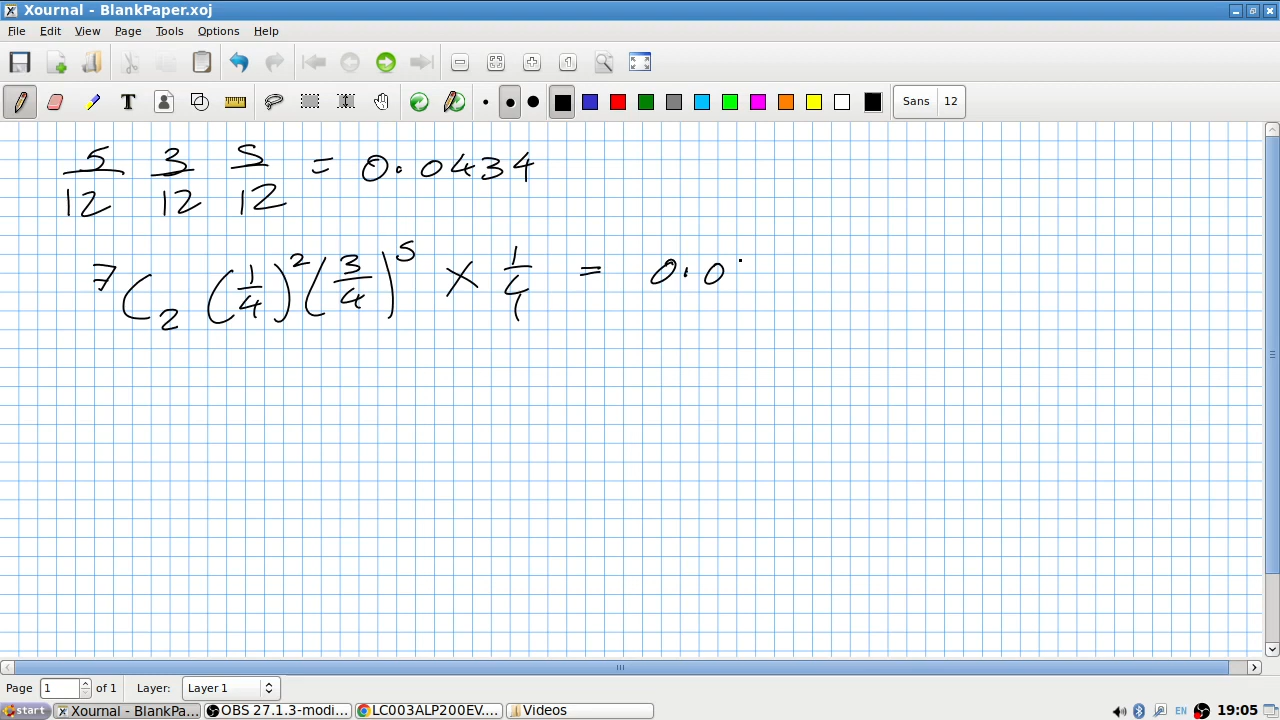 Xournal - BlankPaper.xoj
File Edit View Page Tools Options Help
Sans 12
5/12 3/12 5/12 = 0.0434
⁷C₂ (1/4)² (3/4)⁵ × 1/4 = 0.0
Page 1 of 1 Layer: Layer 1
start Xournal - BlankPa... OBS 27.1.3-modi... LC003ALP200EV... Videos EN 19:05